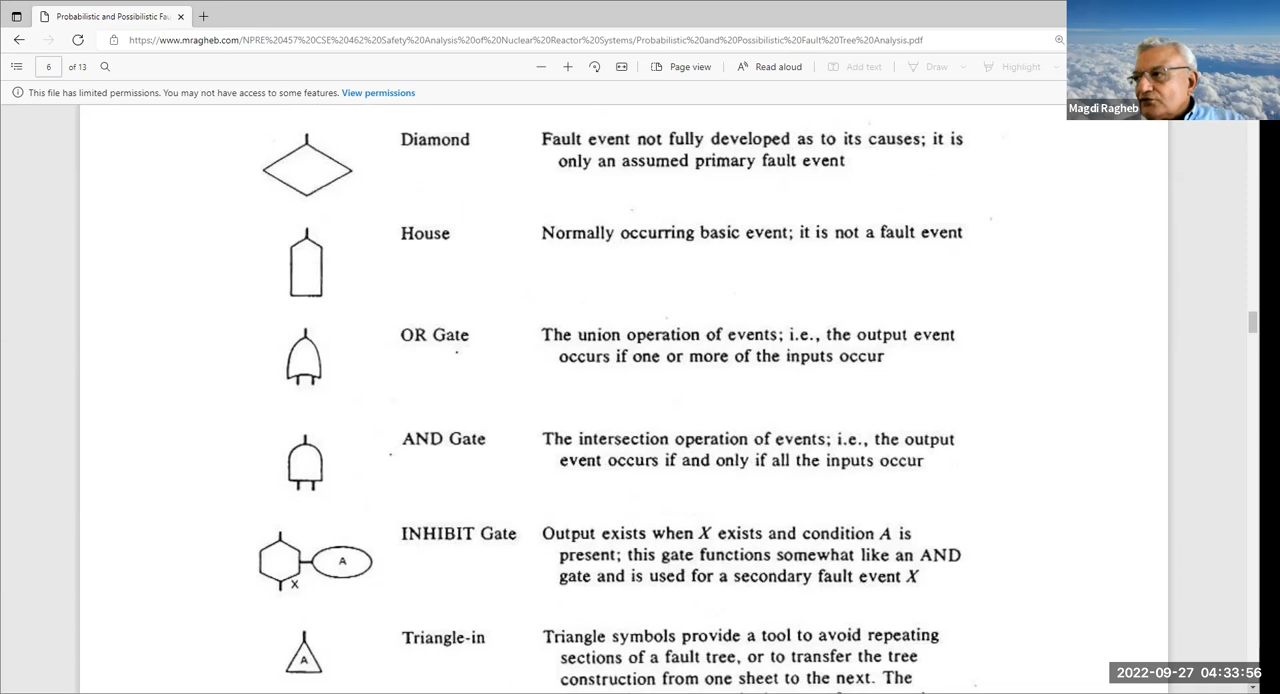 Probabilistic and Possibilistic Fau
https://www.mragheb.com/NPRE%20457%20CSE%20462%20Safety%20Analysis%20of%20Nuclear%20Reactor%20Systems/Probabilistic%20and%20Possibilistic%20Fault%20Tree%20Analysis.pdf
6 of 13
Page view
Read aloud
Add text
Draw
Highlight
This file has limited permissions. You may not have access to some features. View permissions
Magdi Ragheb
Diamond
Fault event not fully developed as to its causes; it is
only an assumed primary fault event
House
Normally occurring basic event; it is not a fault event
OR Gate
The union operation of events; i.e., the output event
occurs if one or more of the inputs occur
AND Gate
The intersection operation of events; i.e., the output
event occurs if and only if all the inputs occur
A
X
INHIBIT Gate
Output exists when X exists and condition A is
present; this gate functions somewhat like an AND
gate and is used for a secondary fault event X
A
Triangle-in
Triangle symbols provide a tool to avoid repeating
sections of a fault tree, or to transfer the tree
construction from one sheet to the next. The
2022-09-27 04:33:56